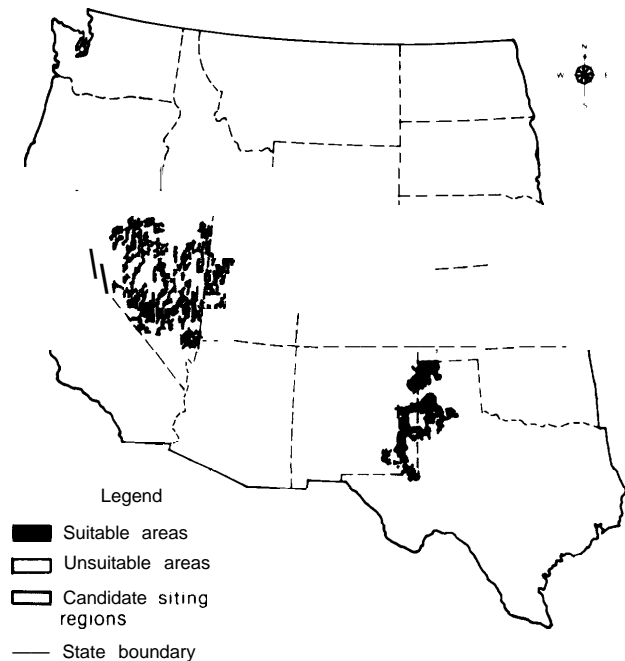 N
W E
S
Legend
Suitable areas
Unsuitable areas
Candidate siting
regions
State boundary